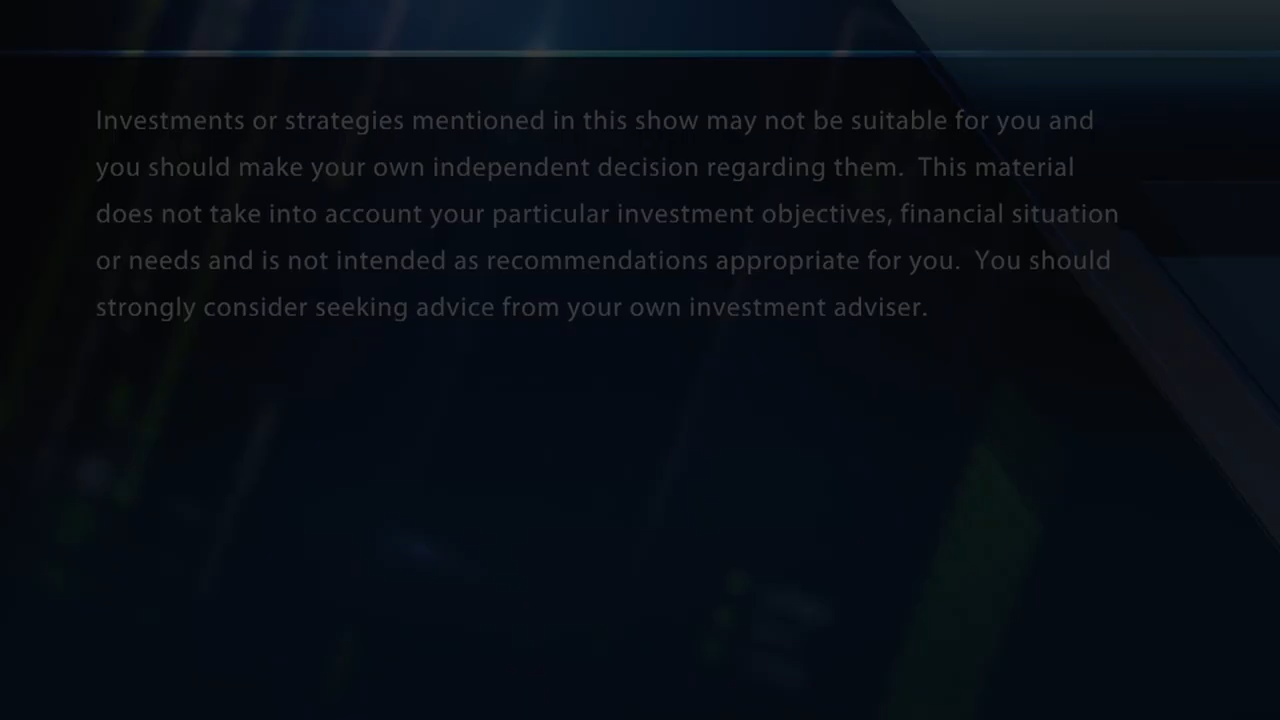 Investments or strategies mentioned in this show may not be suitable for you and
you should make your own independent decision regarding them.  This material
does not take into account your particular investment objectives, financial situation
or needs and is not intended as recommendations appropriate for you.  You should
strongly consider seeking advice from your own investment adviser.